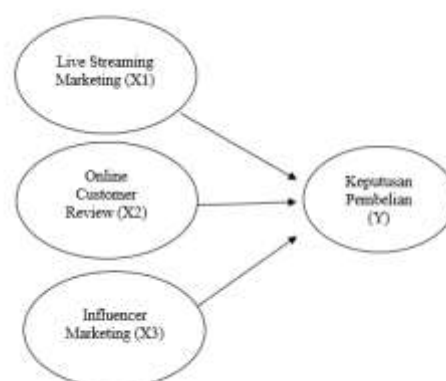 Live Streaming
Marketing (X1)
Online
Customer
Review (X2)
Keputusan
Pembelian
(Y)
Influencer
Marketing (X3)